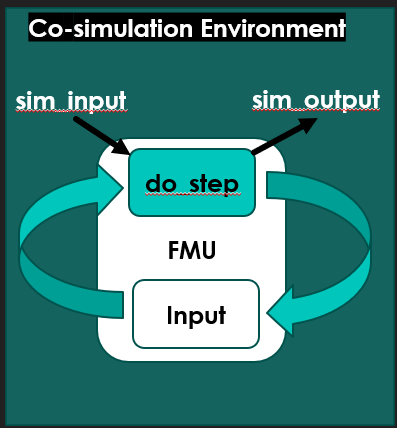 Co-simulation Environment
sim_input
sim_output
do_step
FMU
Input